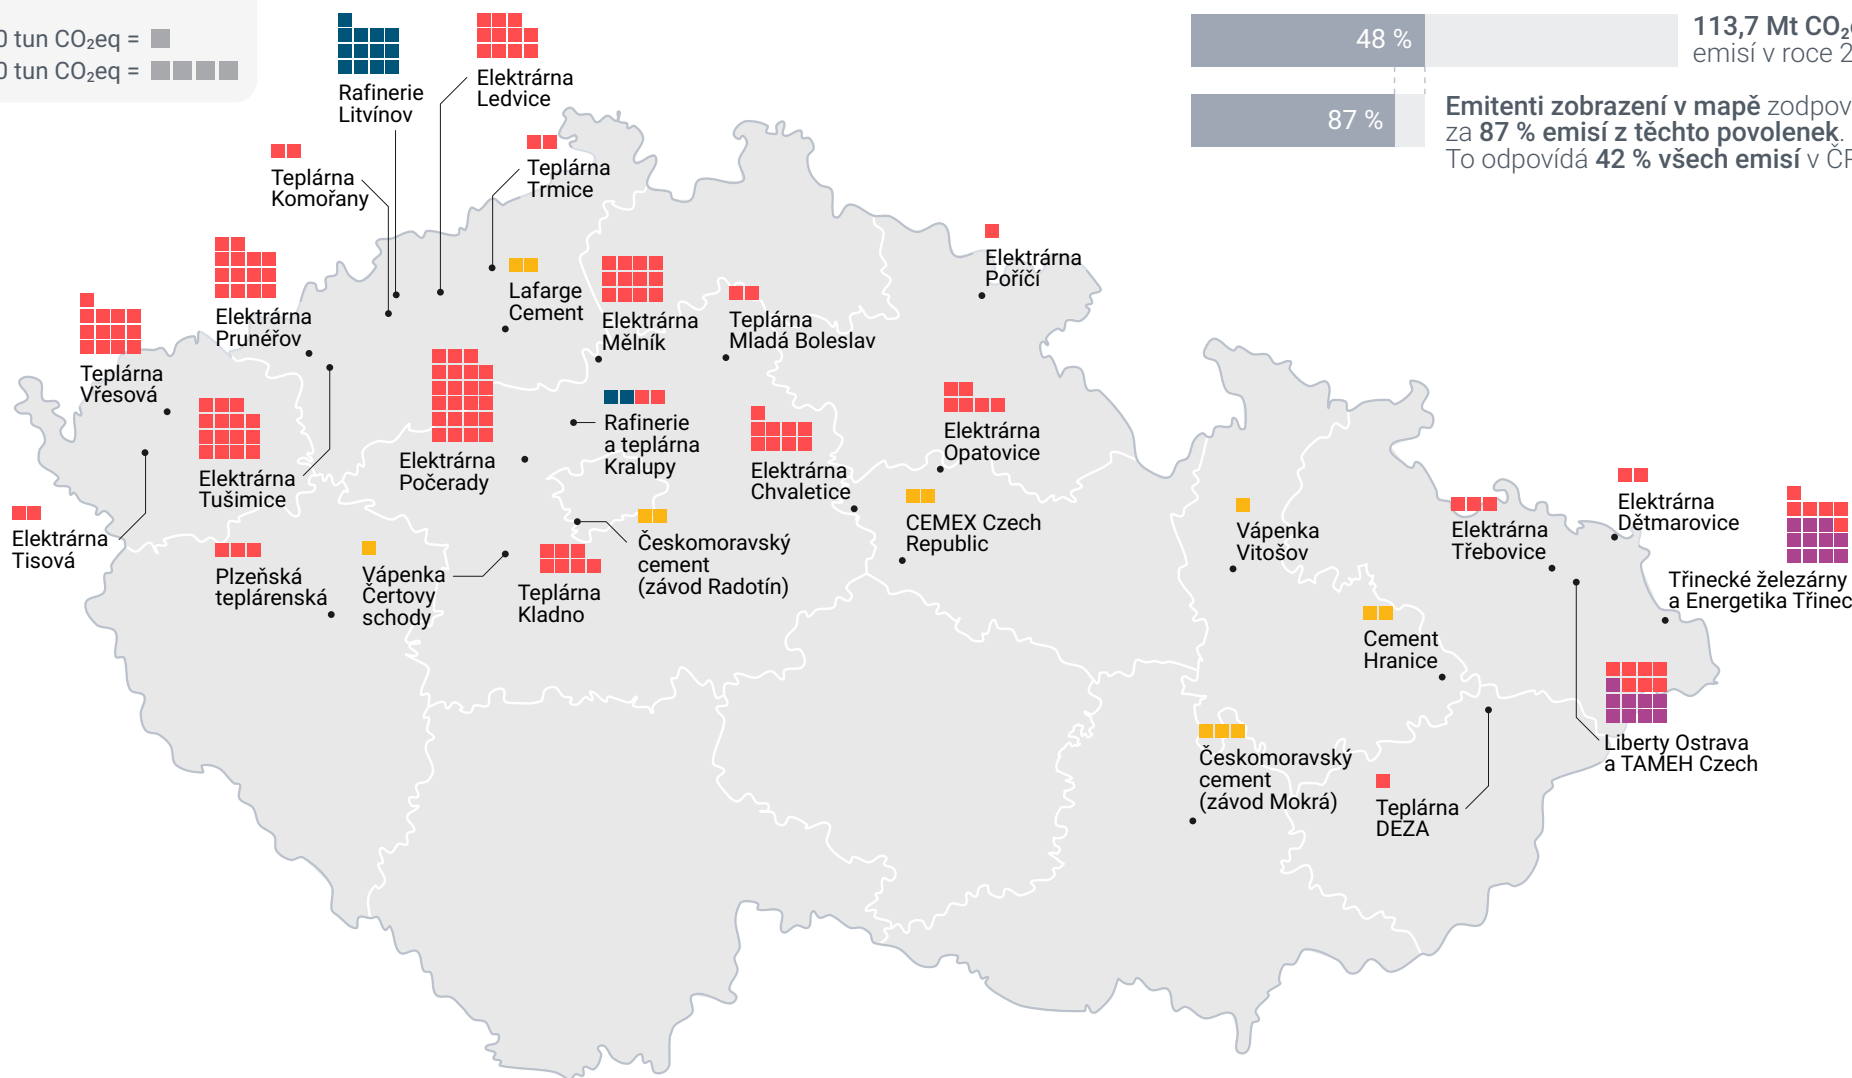 0 tun CO₂eq =
0 tun CO₂eq =
Rafinerie
Litvínov
Elektrárna
Ledvice
48 %
113,7 Mt CO₂e
emisí v roce 2
87 %
Emitenti zobrazení v mapě zodpov
za 87 % emisí z těchto povolenek.
To odpovídá 42 % všech emisí v ČR
Teplárna
Komořany
Teplárna
Trmice
Elektrárna
Poříčí
Elektrárna
Prunéřov
Lafarge
Cement
Elektrárna
Mělník
Teplárna
Mladá Boleslav
Teplárna
Vřesová
Elektrárna
Tušimice
Elektrárna
Počerady
Rafinerie
a teplárna
Kralupy
Elektrárna
Chvaletice
Elektrárna
Opatovice
Elektrárna
Tisová
Plzeňská
teplárenská
Vápenka
Čertovy
schody
Teplárna
Kladno
Českomoravský
cement
(závod Radotín)
CEMEX Czech
Republic
Vápenka
Vitošov
Elektrárna
Třebovice
Elektrárna
Dětmarovice
Třinecké železárny
a Energetika Třinec
Cement
Hranice
Liberty Ostrava
a TAMEH Czech
Českomoravský
cement
(závod Mokrá)
Teplárna
DEZA